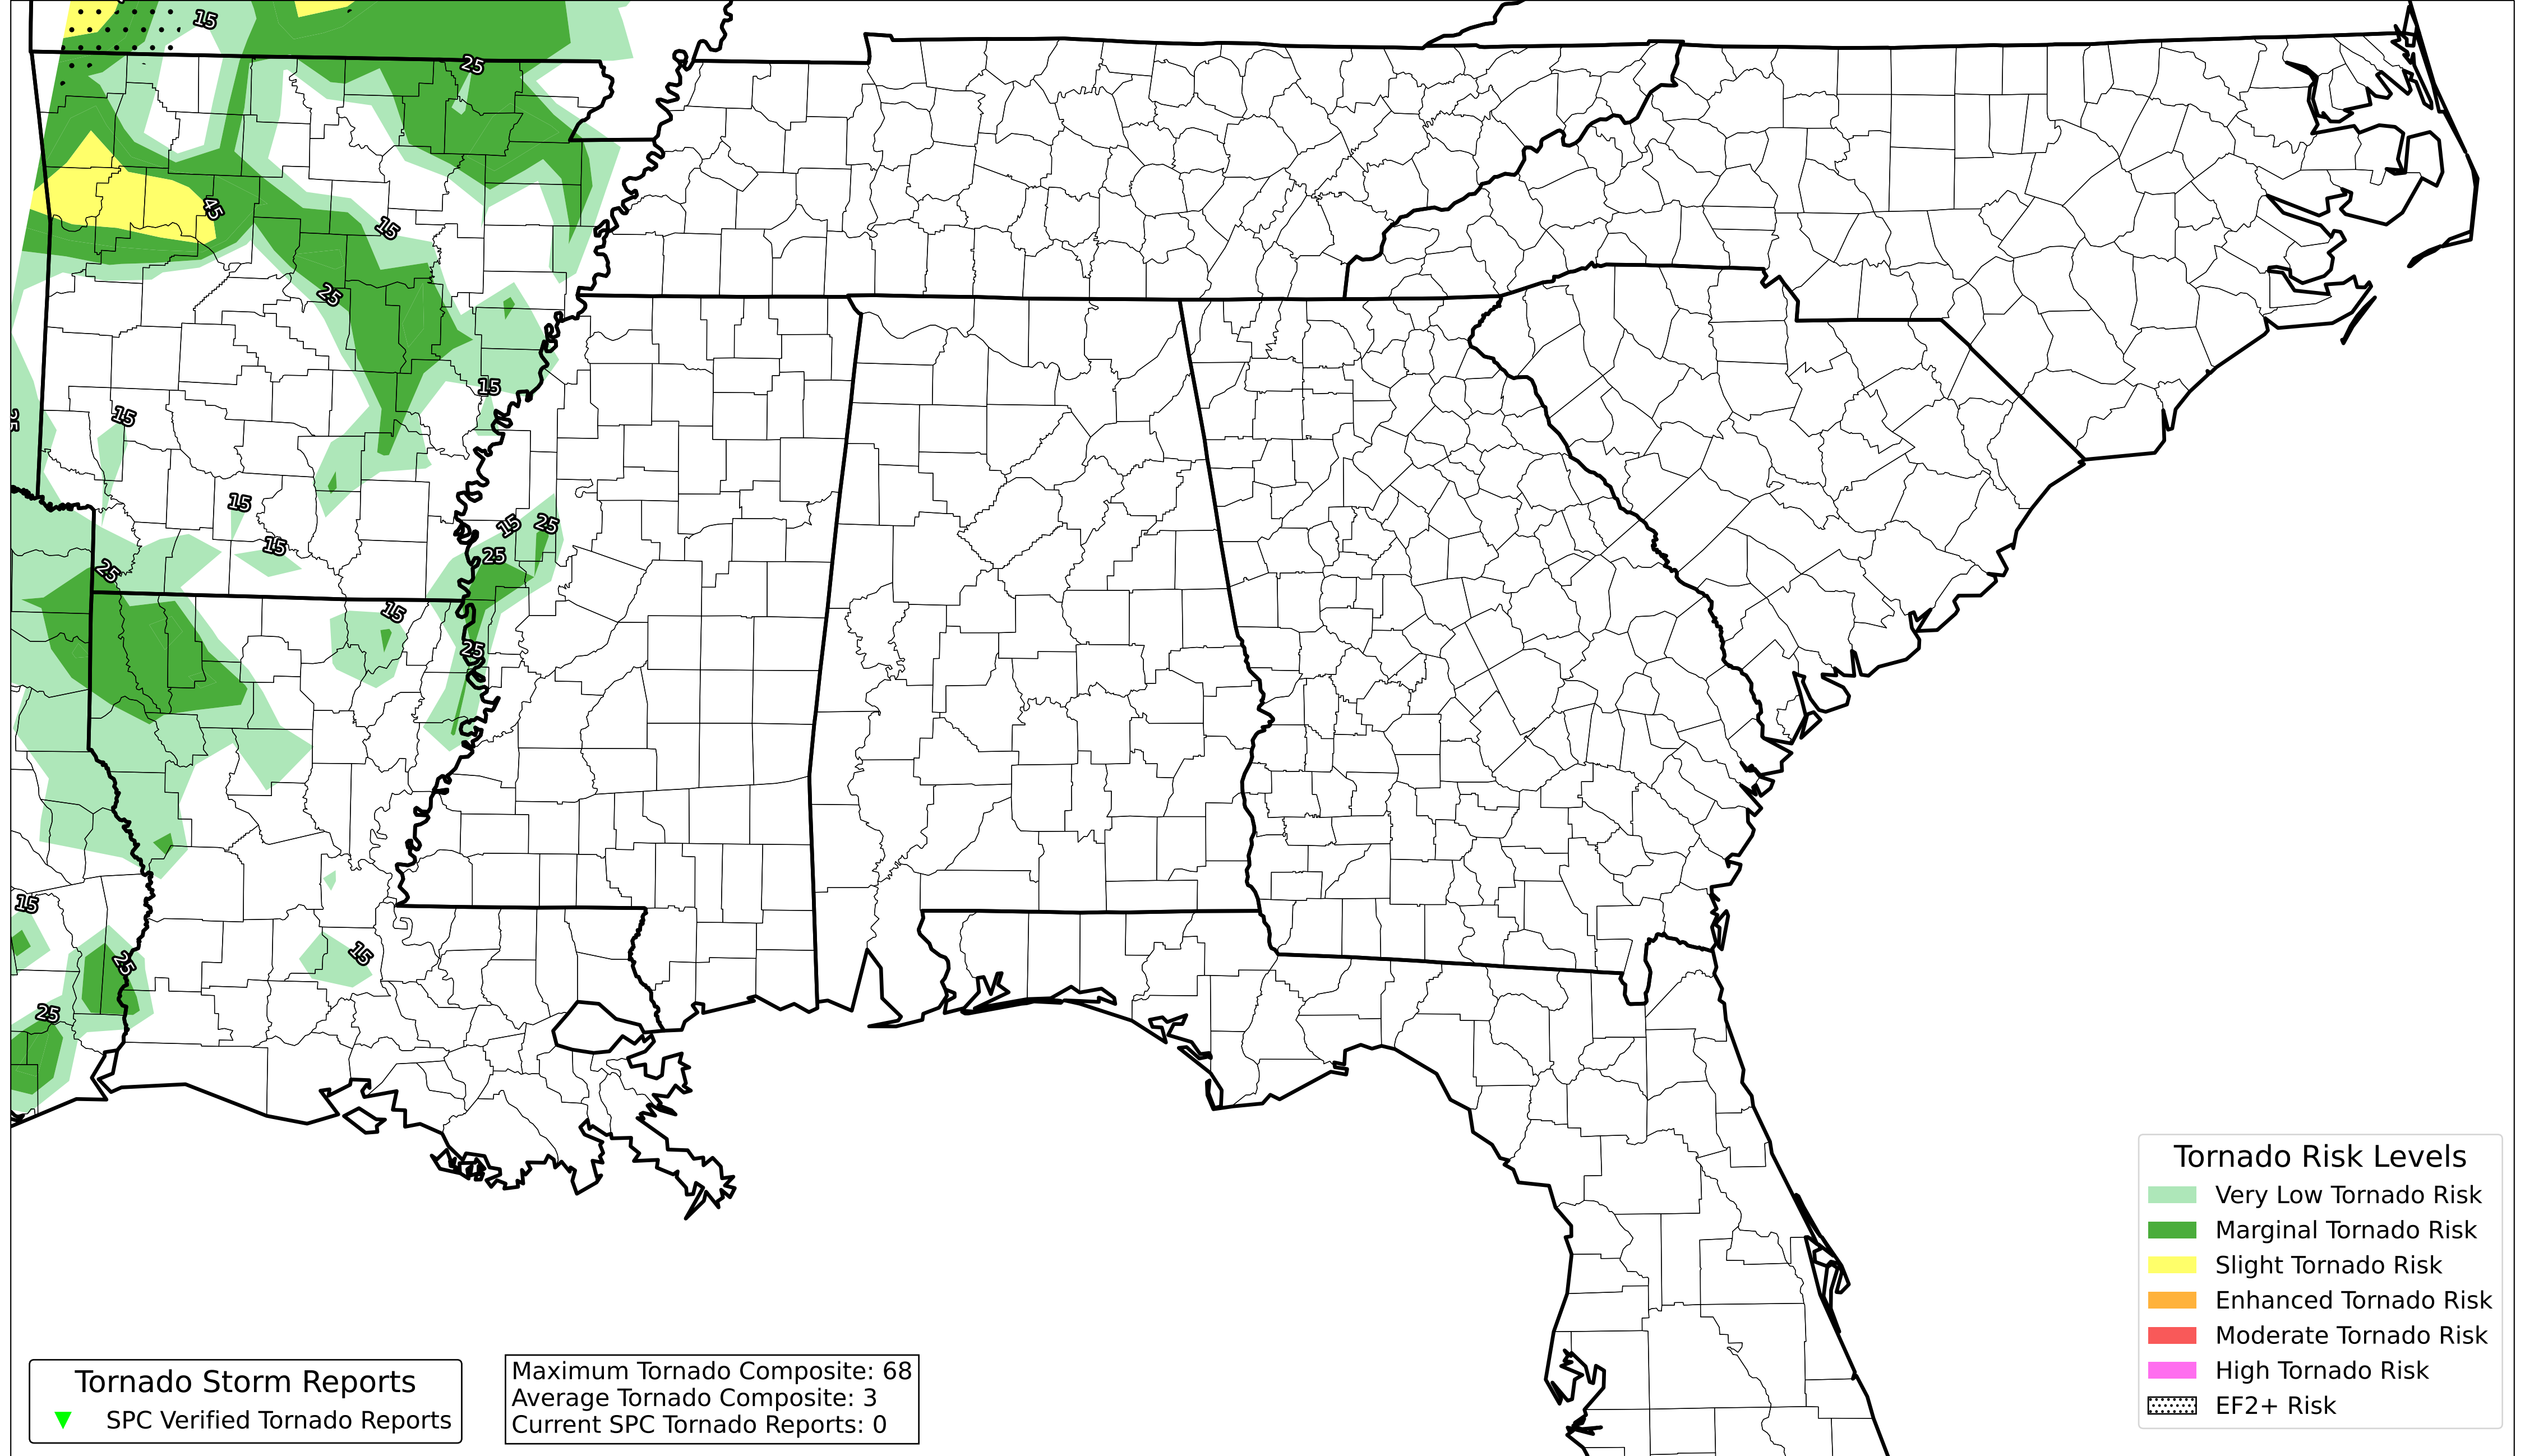 15
25
45
15
25
15
15
25
15
15
25
15
25
15
25
15
25
15
15
25
25
Tornado Risk Levels
Very Low Tornado Risk
Marginal Tornado Risk
Slight Tornado Risk
Enhanced Tornado Risk
Moderate Tornado Risk
High Tornado Risk
EF2+ Risk
Tornado Storm Reports
SPC Verified Tornado Reports
Maximum Tornado Composite: 68
Average Tornado Composite: 3
Current SPC Tornado Reports: 0